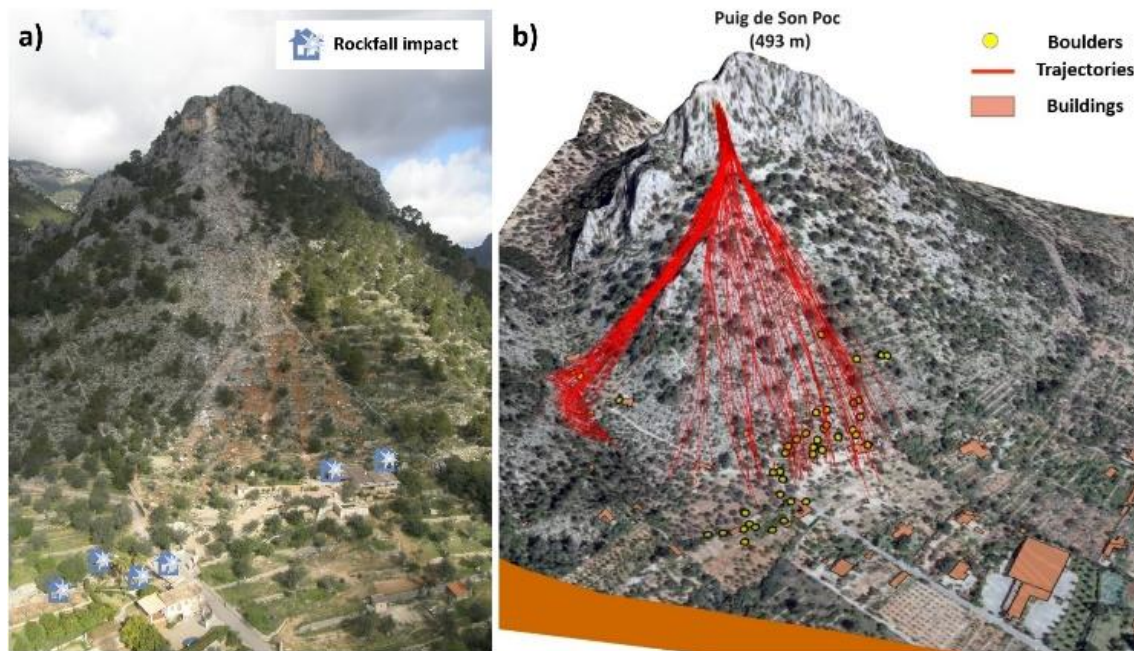 a)
Rockfall impact
b)
Puig de Son Poc
(493 m)
Boulders
Trajectories
Buildings